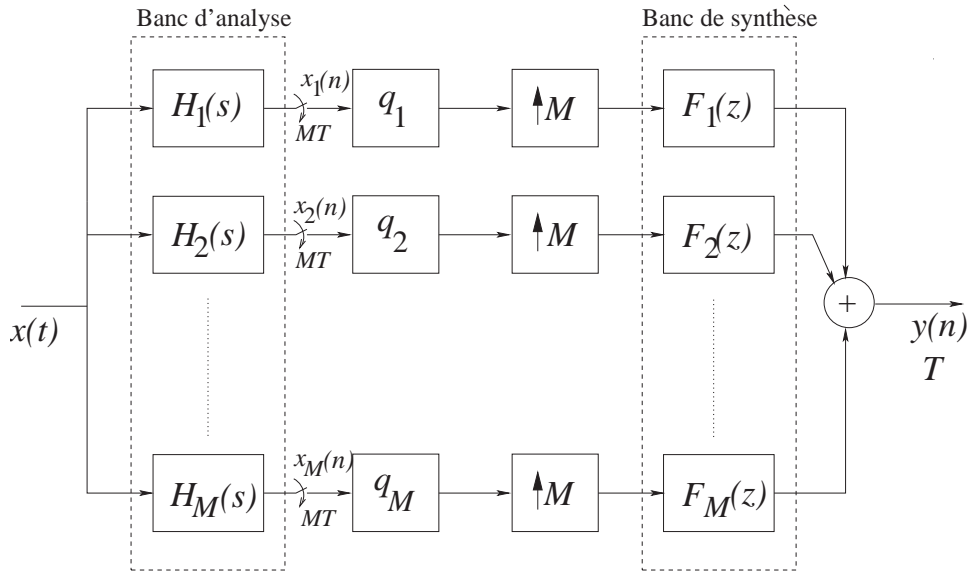 Banc d'analyse
Banc de synthèse
H1(s)
x1(n)
MT
q1
M
F1(z)
H2(s)
x2(n)
MT
q2
M
F2(z)
x(t)
+
y(n)
T
HM(s)
xM(n)
MT
qM
M
FM(z)